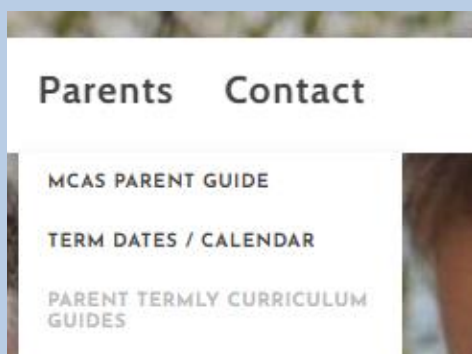 Parents Contact
MCAS PARENT GUIDE
TERM DATES / CALENDAR
PARENT TERMLY CURRICULUM
GUIDES